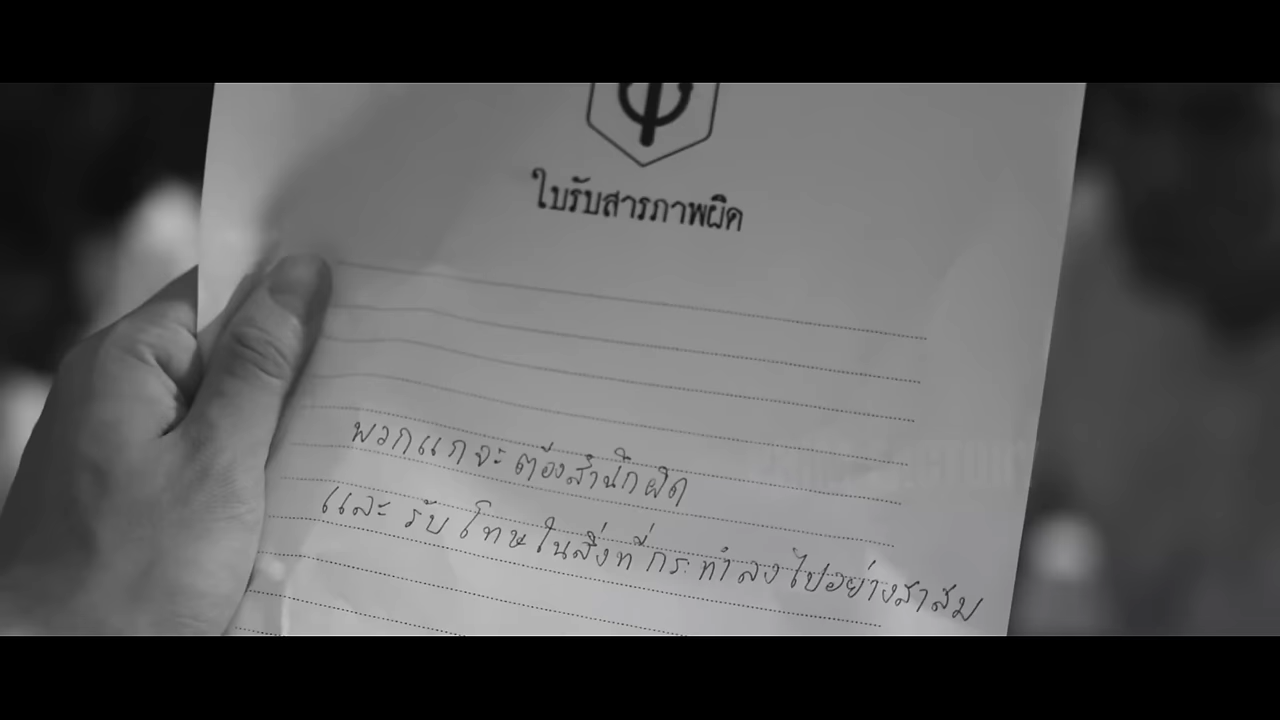 ใบรับสารภาพผิด
พวกแกจะต้องสำนึกผิด
และรับโทษในสิ่งที่กระทำลงไปอย่างสาสม